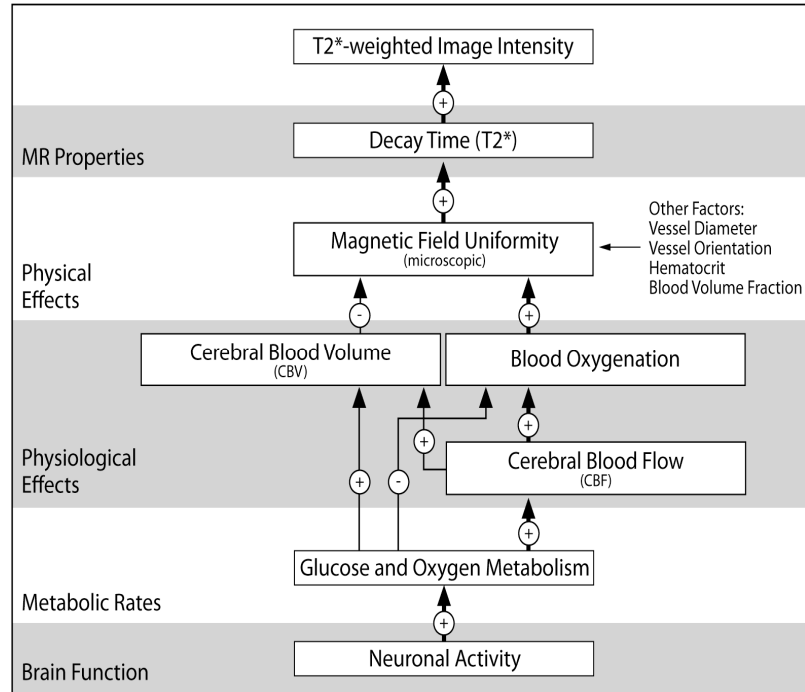 T2*-weighted Image Intensity
+
Decay Time (T2*)
MR Properties
+
Other Factors:
Vessel Diameter
Vessel Orientation
Hematocrit
Blood Volume Fraction
Magnetic Field Uniformity
(microscopic)
Physical
Effects
-
+
Cerebral Blood Volume
(CBV)
Blood Oxygenation
+
+
Cerebral Blood Flow
(CBF)
Physiological
Effects
+
-
+
Glucose and Oxygen Metabolism
Metabolic Rates
+
Neuronal Activity
Brain Function